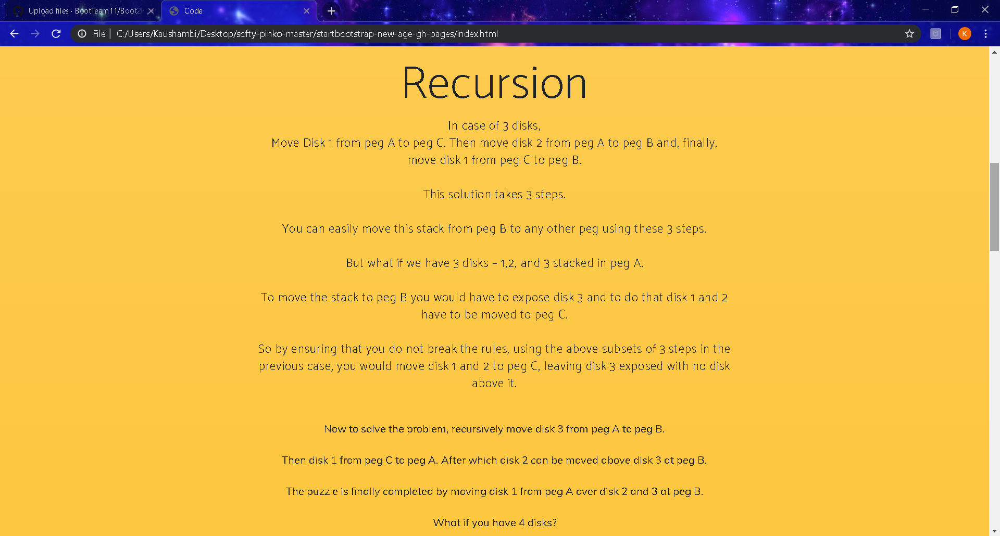 Upload files · BootTeam11/Boot2
Code
File
C:/Users/Kaushambi/Desktop/softy-pinko-master/startbootstrap-new-age-gh-pages/index.html
K
Recursion
In case of 3 disks,
Move Disk 1 from peg A to peg C. Then move disk 2 from peg A to peg B and, finally,
move disk 1 from peg C to peg B.
This solution takes 3 steps.
You can easily move this stack from peg B to any other peg using these 3 steps.
But what if we have 3 disks – 1,2, and 3 stacked in peg A.
To move the stack to peg B you would have to expose disk 3 and to do that disk 1 and 2
have to be moved to peg C.
So by ensuring that you do not break the rules, using the above subsets of 3 steps in the
previous case, you would move disk 1 and 2 to peg C, leaving disk 3 exposed with no disk
above it.
Now to solve the problem, recursively move disk 3 from peg A to peg B.
Then disk 1 from peg C to peg A. After which disk 2 can be moved above disk 3 at peg B.
The puzzle is finally completed by moving disk 1 from peg A over disk 2 and 3 at peg B.
What if you have 4 disks?